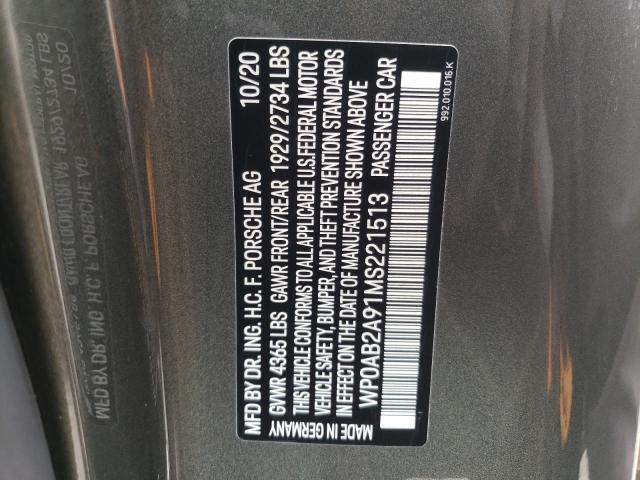 MFD BY DR. ING. H.C. F. PORSCHE AG 10/20
GVWR 4365 LBS GAWR FRONT/REAR 1929/2734 LBS
THIS VEHICLE CONFORMS TO ALL APPLICABLE U.S. FEDERAL MOTOR
VEHICLE SAFETY, BUMPER, AND THEFT PREVENTION STANDARDS
IN EFFECT ON THE DATE OF MANUFACTURE SHOWN ABOVE
WP0AB2A91MS221513 PASSENGER CAR
MADE IN GERMANY
992.010.016.K